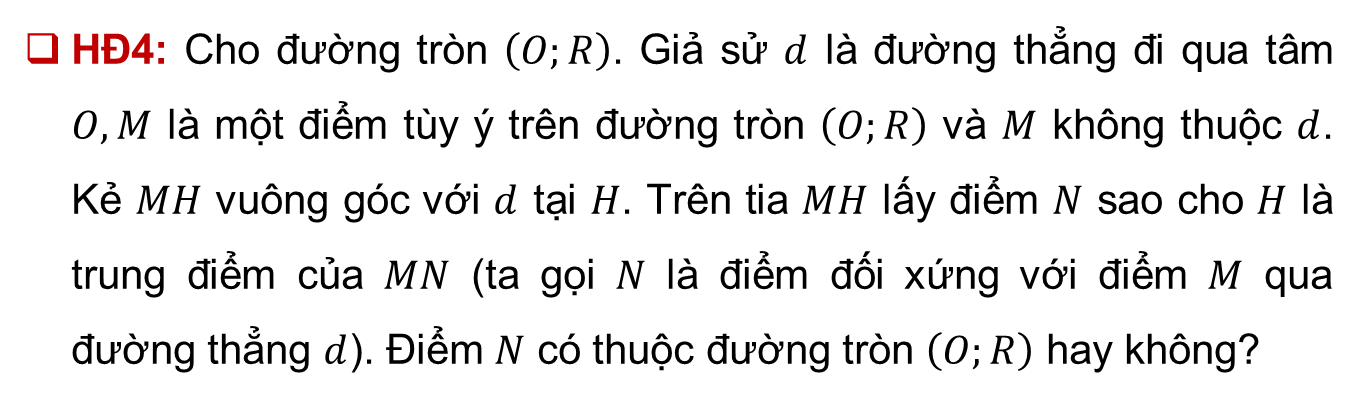 ❑ HĐ4: Cho đường tròn (O; R). Giả sử d là đường thẳng đi qua tâm
O, M là một điểm tùy ý trên đường tròn (O; R) và M không thuộc d.
Kẻ MH vuông góc với d tại H. Trên tia MH lấy điểm N sao cho H là
trung điểm của MN (ta gọi N là điểm đối xứng với điểm M qua
đường thẳng d). Điểm N có thuộc đường tròn (O; R) hay không?